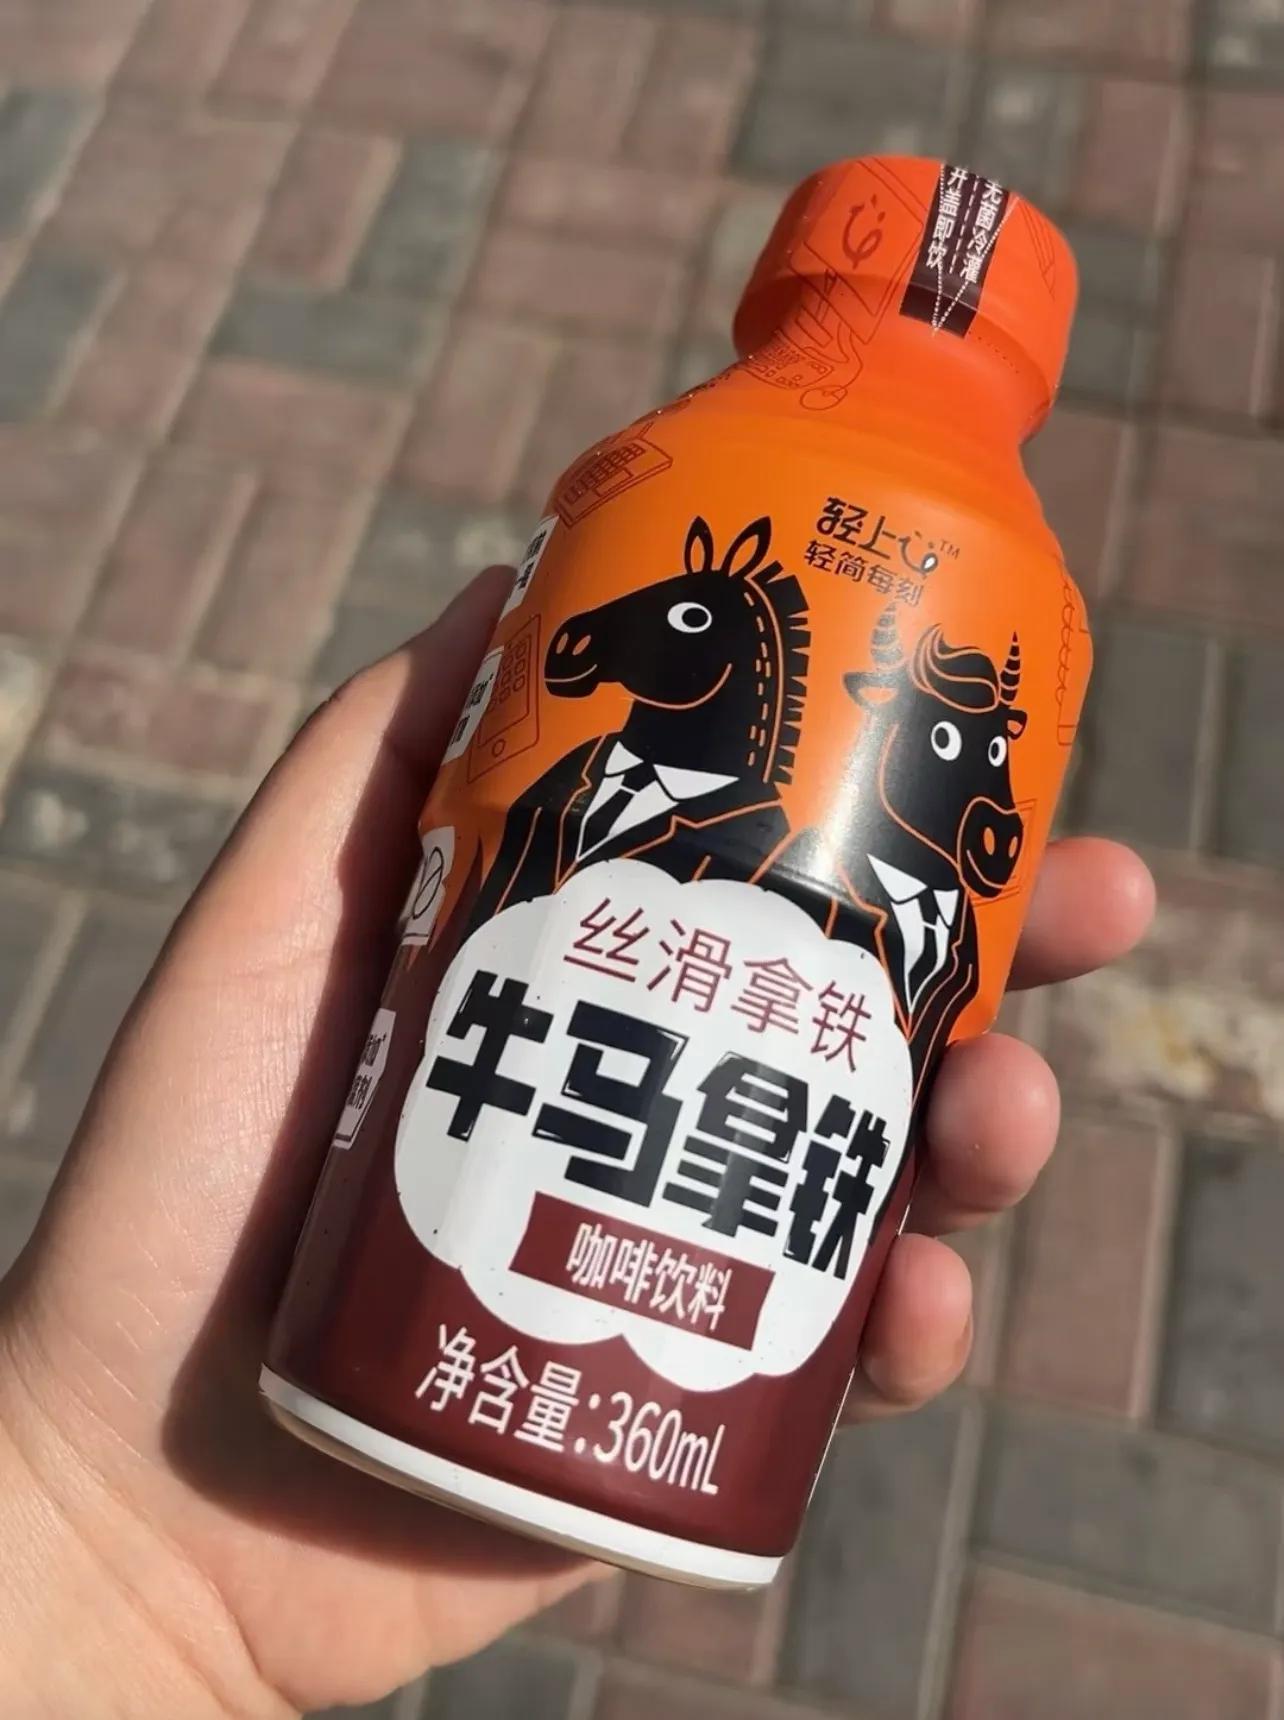 无菌冷灌
开盖即饮
轻上
TM
轻简每刻
丝滑拿铁
牛马拿铁
咖啡饮料
净含量:360mL